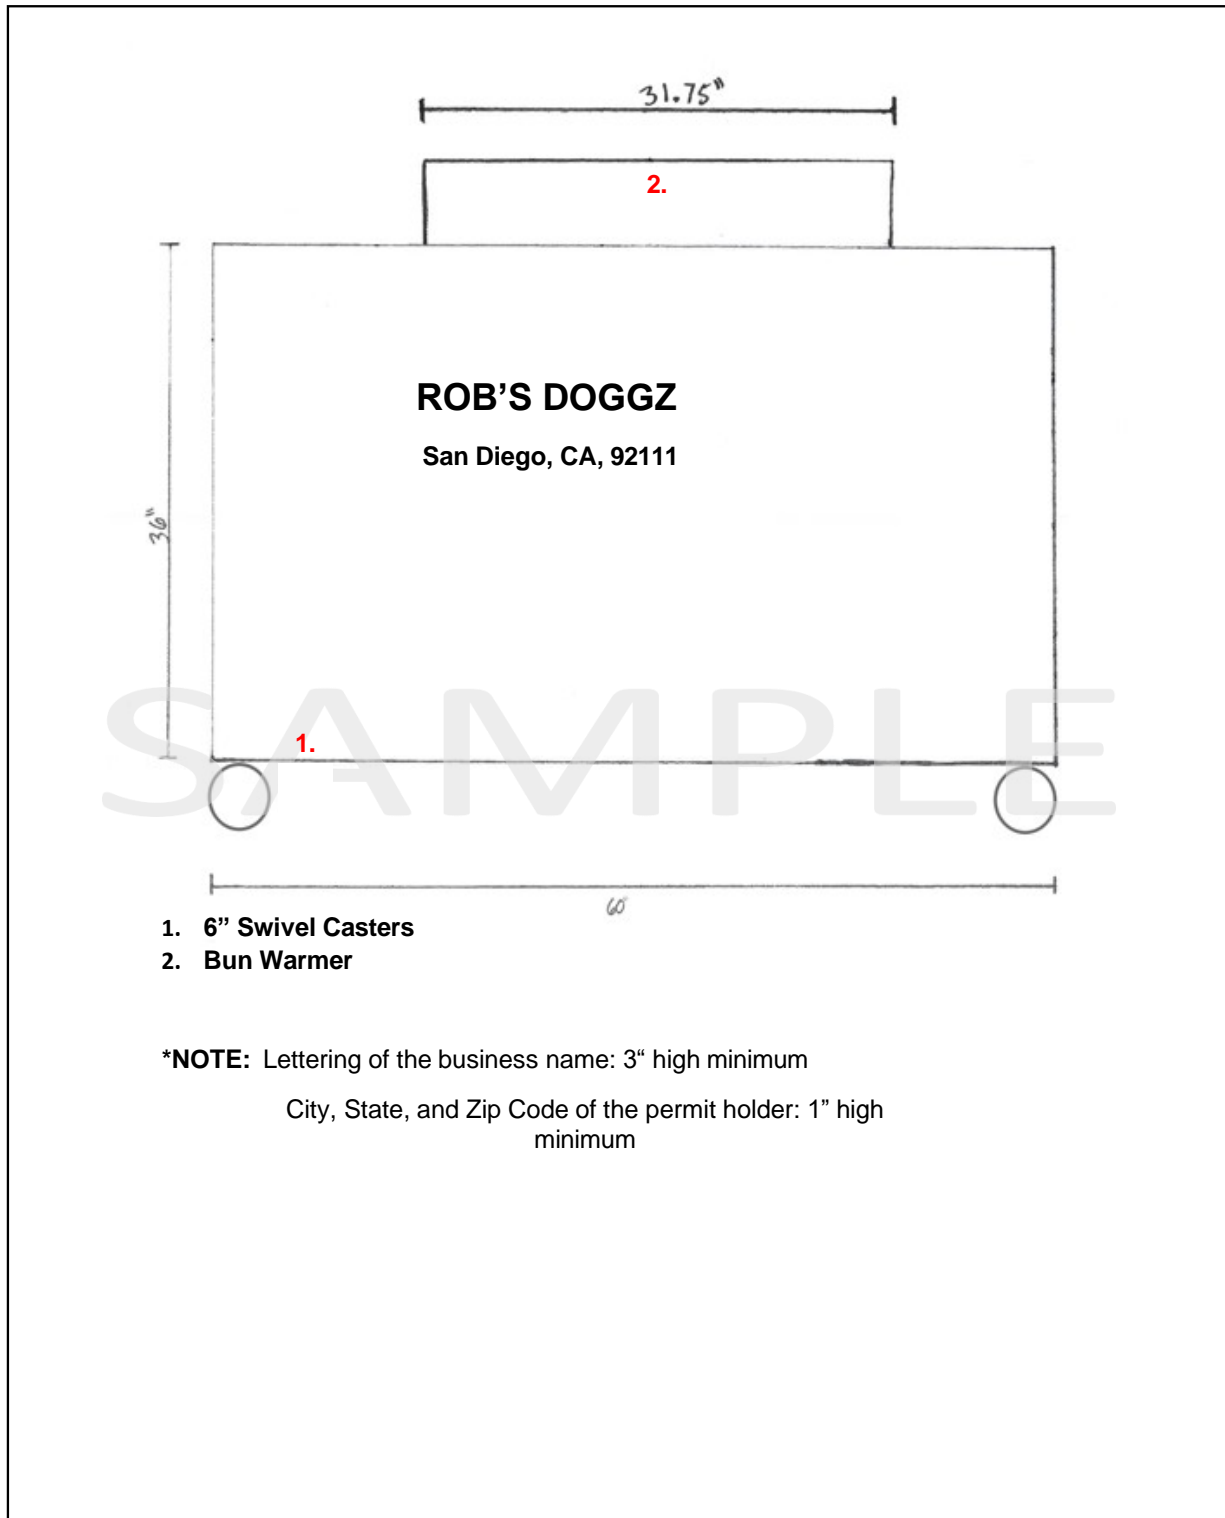 31.75"
2.
ROB'S DOGGZ
San Diego, CA, 92111
36"
SAMPLE
1.
60
1. 6” Swivel Casters
2. Bun Warmer
*NOTE: Lettering of the business name: 3“ high minimum
City, State, and Zip Code of the permit holder: 1” high
minimum